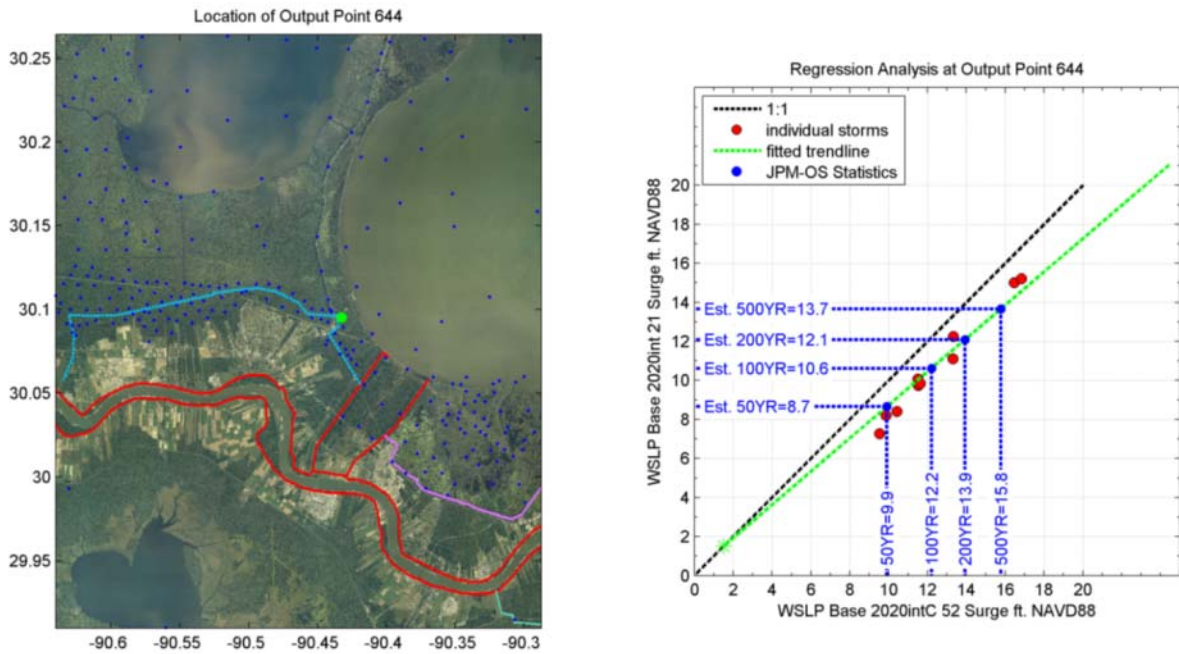 Location of Output Point 644
30.25
30.2
30.15
30.1
30.05
30
29.95
-90.6 -90.55 -90.5 -90.45 -90.4 -90.35 -90.3
Regression Analysis at Output Point 644
1:1
individual storms
fitted trendline
JPM-OS Statistics
WSLP Base 2020int 21 Surge ft. NAVD88
20
18
16
14
12
10
8
6
4
2
0
Est. 500YR=13.7
Est. 200YR=12.1
Est. 100YR=10.6
Est. 50YR=8.7
50YR=9.9
100YR=12.2
200YR=13.9
500YR=15.8
0 2 4 6 8 10 12 14 16 18 20
WSLP Base 2020intC 52 Surge ft. NAVD88